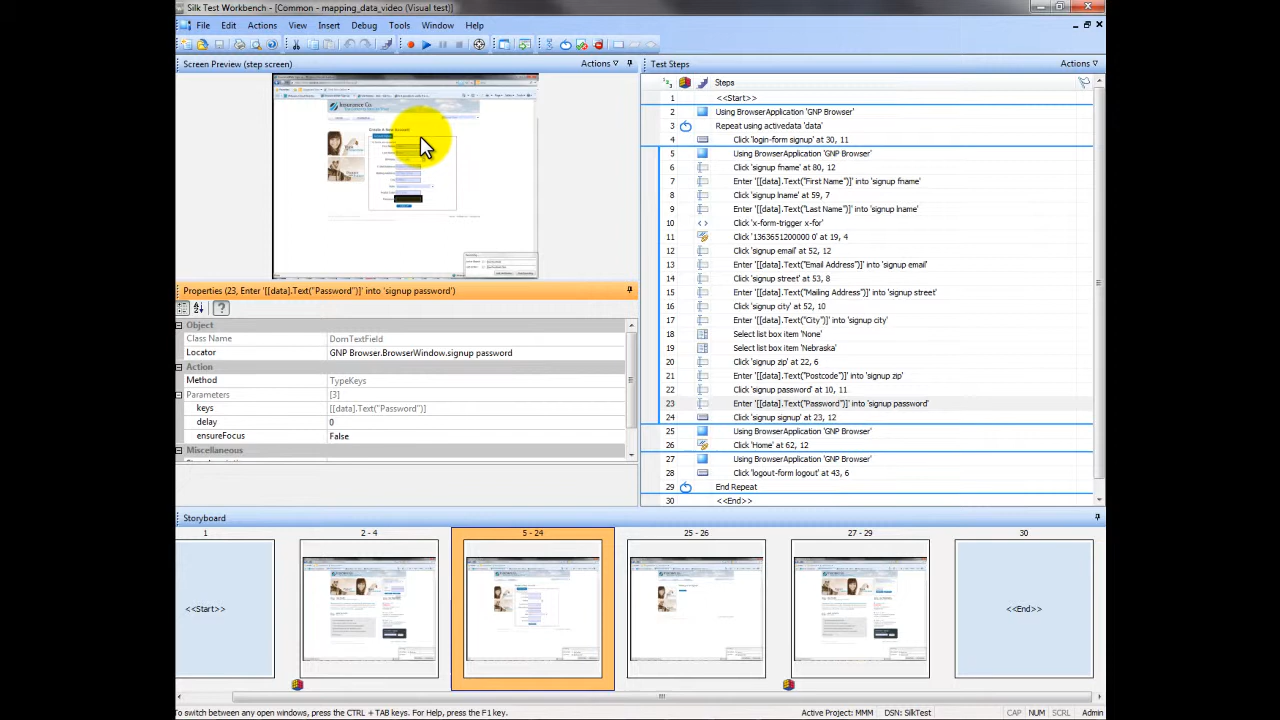 Silk Test Workbench - [Common - mapping_data_video (Visual test)]
File Edit Actions View Insert Debug Tools Window Help
Screen Preview (step screen) Actions
Properties (23, Enter '[[data].Text("Password")]' into 'signup password')
Object
Class Name DomTextField
Locator GNP Browser.BrowserWindow.signup password
Action
Method TypeKeys
Parameters [3]
keys [[data].Text("Password")]
delay 0
ensureFocus False
Miscellaneous
Test Steps Actions
Steps
1 <<Start>>
2 Using BrowserApplication 'GNP Browser'
3 Repeat using activedata 'data'
4 Click 'login-form signup' at 30, 11
5 Using BrowserApplication 'GNP Browser'
6 Click 'signup fname' at 80, 12
7 Enter '[[data].Text("First Name")]' into 'signup fname'
8 Click 'signup lname' at 59, 7
9 Enter '[[data].Text("Last Name")]' into 'signup lname'
10 Click 'x-form-trigger x-for'
11 Click '1363651200000 0' at 19, 4
12 Click 'signup email' at 52, 12
13 Enter '[[data].Text("Email Address")]' into 'signup email'
14 Click 'signup street' at 53, 8
15 Enter '[[data].Text("Mailing Address")]' into 'signup street'
16 Click 'signup city' at 52, 10
17 Enter '[[data].Text("City")]' into 'signup city'
18 Select list box item 'None'
19 Select list box item 'Nebraska'
20 Click 'signup zip' at 22, 6
21 Enter '[[data].Text("Postcode")]' into 'signup zip'
22 Click 'signup password' at 10, 11
23 Enter '[[data].Text("Password")]' into 'signup password'
24 Click 'signup signup' at 23, 12
25 Using BrowserApplication 'GNP Browser'
26 Click 'Home' at 62, 12
27 Using BrowserApplication 'GNP Browser'
28 Click 'logout-form logout' at 43, 6
29 End Repeat
30 <<End>>
Storyboard
1 2 - 4 5 - 24 25 - 26 27 - 29 30
<<Start>> <<End>>
To switch between any open windows, press the CTRL + TAB keys. For Help, press the F1 key. Active Project: MMM DSN: SilkTest CAP NUM SCRL Admin